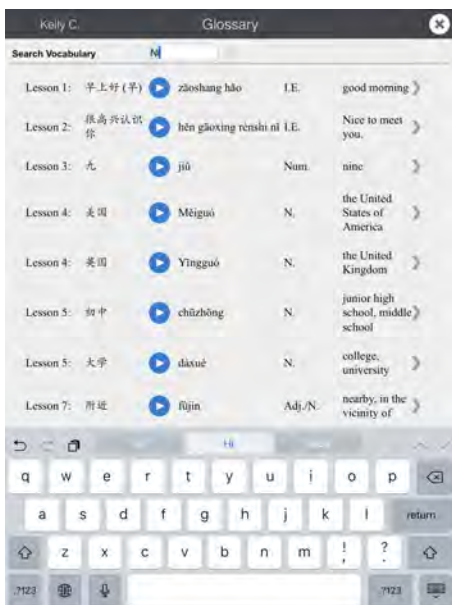 Kelly C.
Glossary
Search Vocabulary
Lesson 1: 早上好 (早) zǎoshang hǎo I.E. good morning
Lesson 2: 很高兴认识你 hěn gāoxìng rènshi nǐ I.E. Nice to meet you.
Lesson 3: 九 jiǔ Num. nine
Lesson 4: 美国 Měiguó N. the United States of America
Lesson 4: 英国 Yīngguó N. the United Kingdom
Lesson 5: 初中 chūzhōng N. junior high school, middle school
Lesson 5: 大学 dàxué N. college, university
Lesson 7: 附近 fùjìn Adj./N. nearby, in the vicinity of
Hi
q w e r t y u i o p
a s d f g h j k l return
z x c v b n m ! , ? .
.?123 .?123